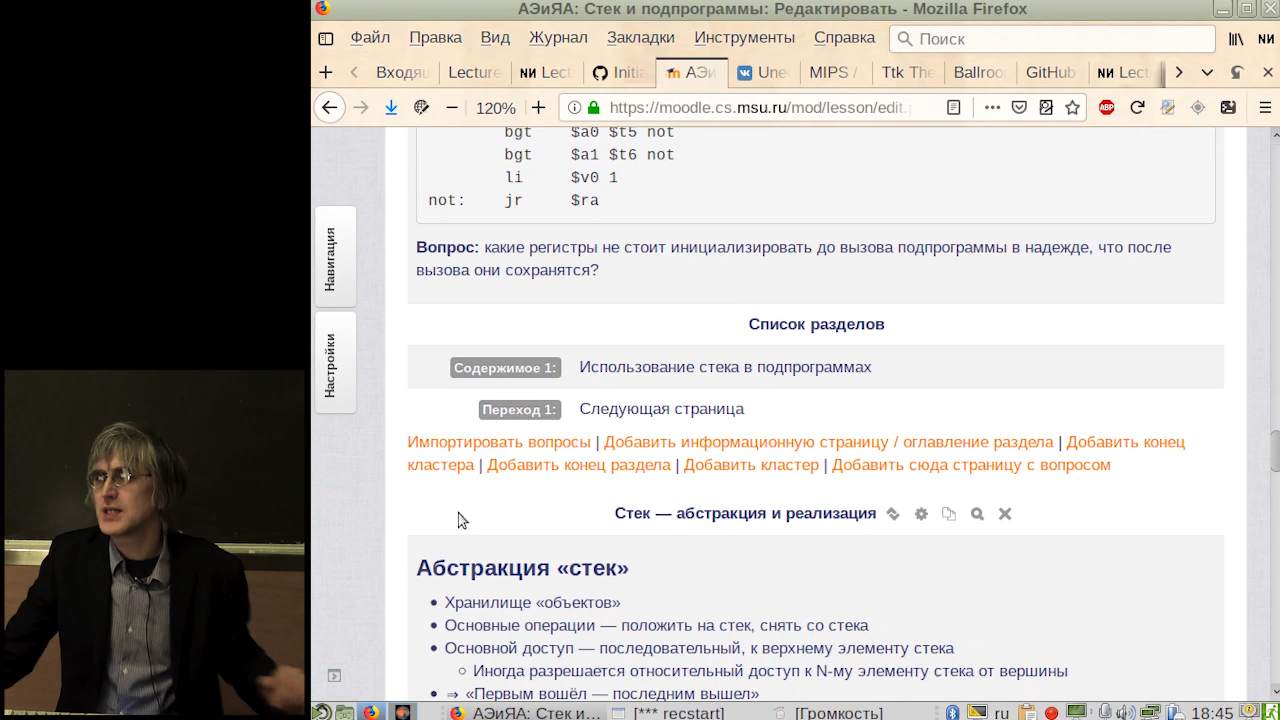 АЭиЯА: Стек и подпрограммы: Редактировать - Mozilla Firefox
Файл Правка Вид Журнал Закладки Инструменты Справка Поиск
Входящ Lecture Lect Initia АЭи Une MIPS / Ttk The Ballroo GitHub Lect
120% https://moodle.cs.msu.ru/mod/lesson/edit. ABP
Навигация
Настройки
bgt $a0 $t5 not
bgt $a1 $t6 not
li $v0 1
not: jr $ra
Вопрос: какие регистры не стоит инициализировать до вызова подпрограммы в надежде, что после
вызова они сохранятся?
Список разделов
Содержимое 1: Использование стека в подпрограммах
Переход 1: Следующая страница
Импортировать вопросы | Добавить информационную страницу / оглавление раздела | Добавить конец
кластера | Добавить конец раздела | Добавить кластер | Добавить сюда страницу с вопросом
Стек — абстракция и реализация
Абстракция «стек»
• Хранилище «объектов»
• Основные операции — положить на стек, снять со стека
• Основной доступ — последовательный, к верхнему элементу стека
○ Иногда разрешается относительный доступ к N-му элементу стека от вершины
• ⇒ «Первым вошёл — последним вышел»
АЭиЯА: Стек и... [*** recstart] [Громкость] ru 18:45